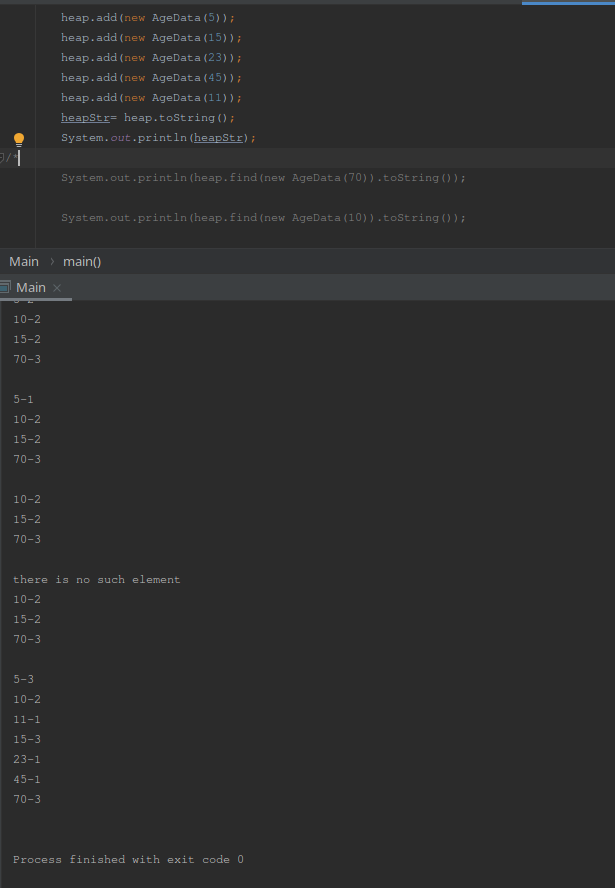 heap.add(new AgeData(5));
heap.add(new AgeData(15));
heap.add(new AgeData(23));
heap.add(new AgeData(45));
heap.add(new AgeData(11));
heapStr= heap.toString();
System.out.println(heapStr);
/*
System.out.println(heap.find(new AgeData(70)).toString());
System.out.println(heap.find(new AgeData(10)).toString());
Main › main()
Main ×
10-2
15-2
70-3
5-1
10-2
15-2
70-3
10-2
15-2
70-3
there is no such element
10-2
15-2
70-3
5-3
10-2
11-1
15-3
23-1
45-1
70-3
Process finished with exit code 0